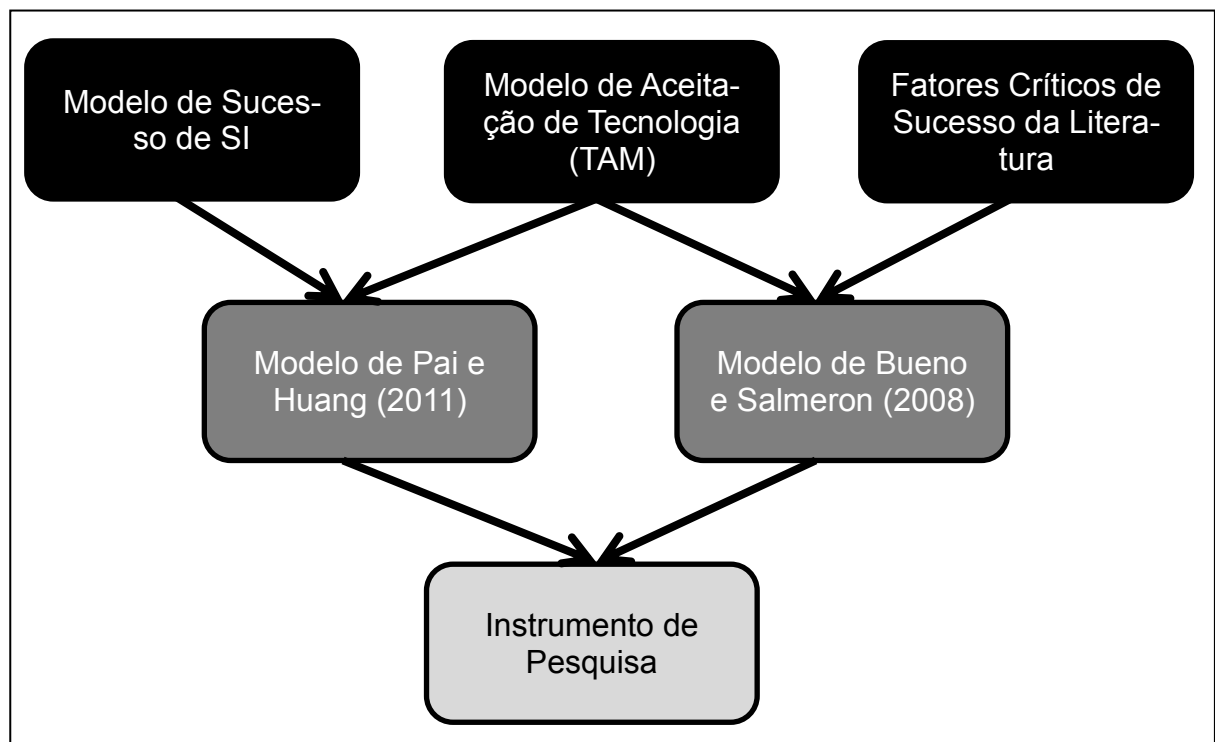 Modelo de Suces-
so de SI
Modelo de Aceita-
ção de Tecnologia
(TAM)
Fatores Críticos de
Sucesso da Litera-
tura
Modelo de Pai e
Huang (2011)
Modelo de Bueno
e Salmeron (2008)
Instrumento de
Pesquisa